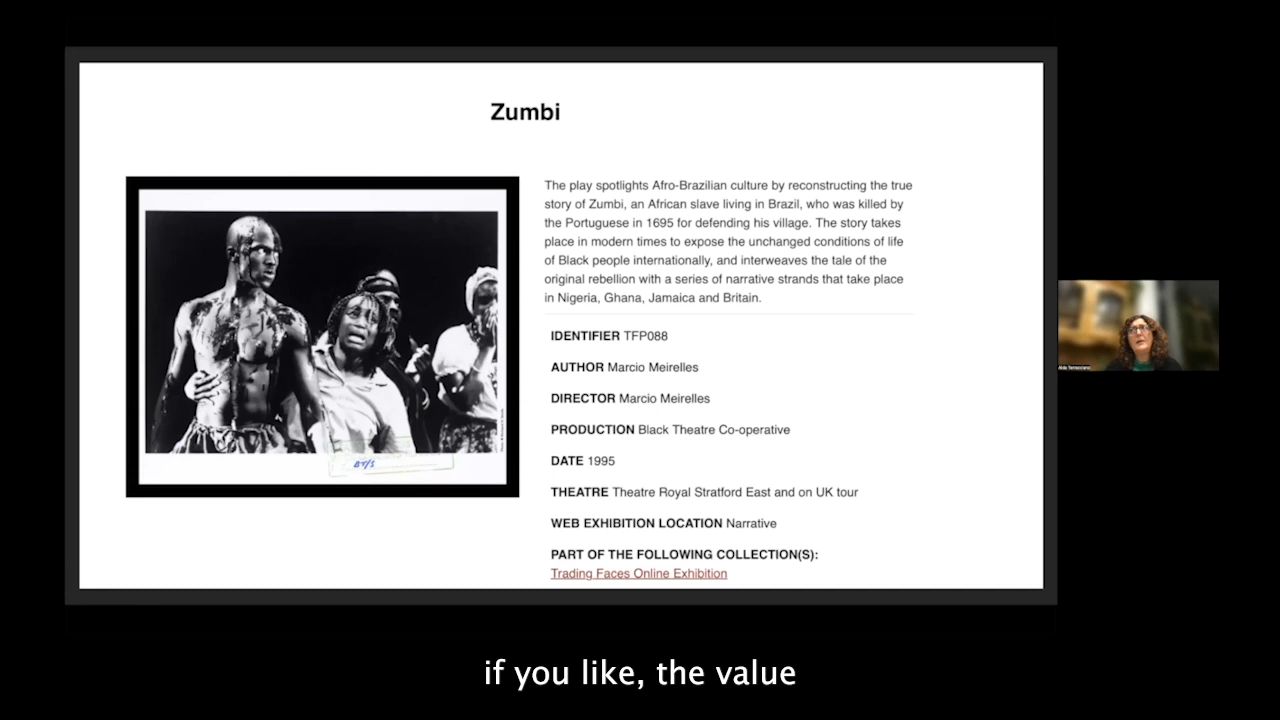 Zumbi
The play spotlights Afro-Brazilian culture by reconstructing the true
story of Zumbi, an African slave living in Brazil, who was killed by
the Portuguese in 1695 for defending his village. The story takes
place in modern times to expose the unchanged conditions of life
of Black people internationally, and interweaves the tale of the
original rebellion with a series of narrative strands that take place
in Nigeria, Ghana, Jamaica and Britain.
IDENTIFIER TFP088
AUTHOR Marcio Meirelles
DIRECTOR Marcio Meirelles
PRODUCTION Black Theatre Co-operative
DATE 1995
THEATRE Theatre Royal Stratford East and on UK tour
WEB EXHIBITION LOCATION Narrative
PART OF THE FOLLOWING COLLECTION(S):
Trading Faces Online Exhibition
if you like, the value